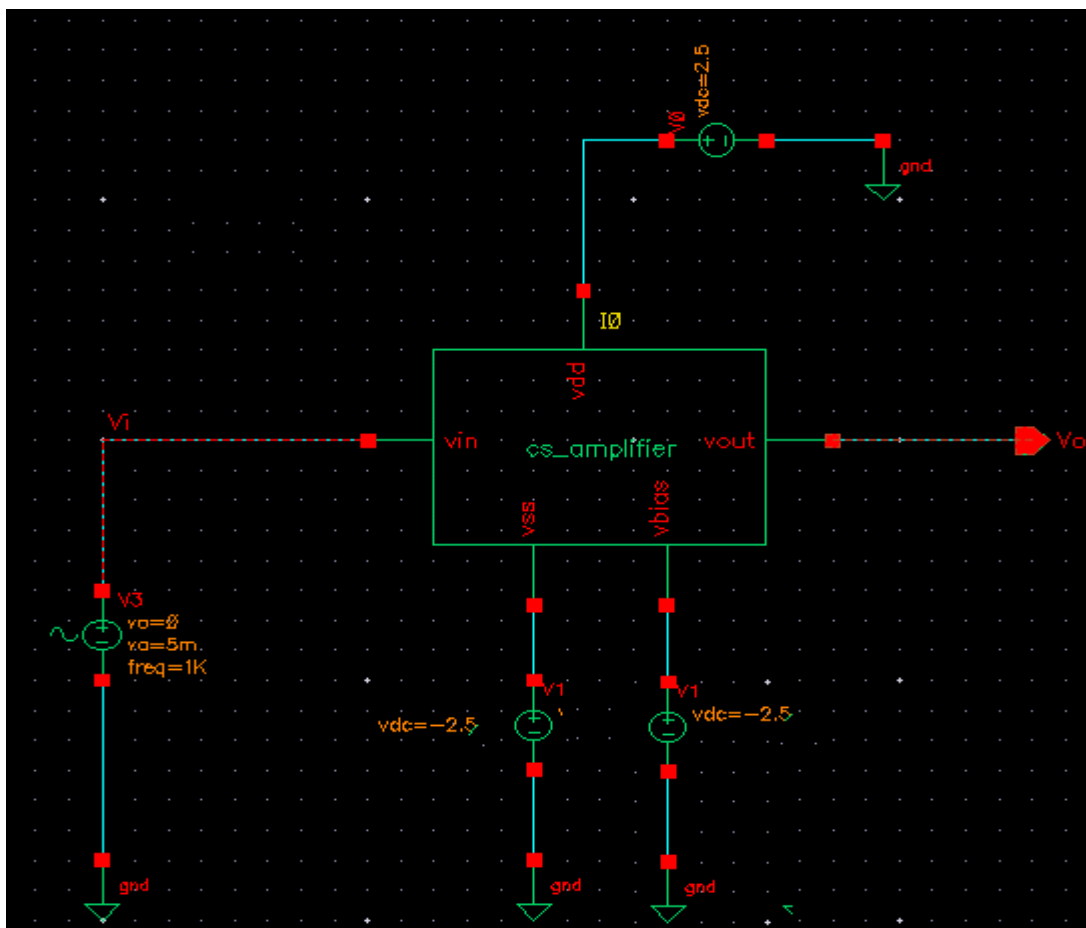 vdc=2.5
V0
gnd
I0
vdd
Vi
vin
cs_amplifier
vout
Vo
vss
vbias
V3
vo=0
va=5m
freq=1K
V1
vdc=-2.5
V1
vdc=-2.5
gnd
gnd
gnd